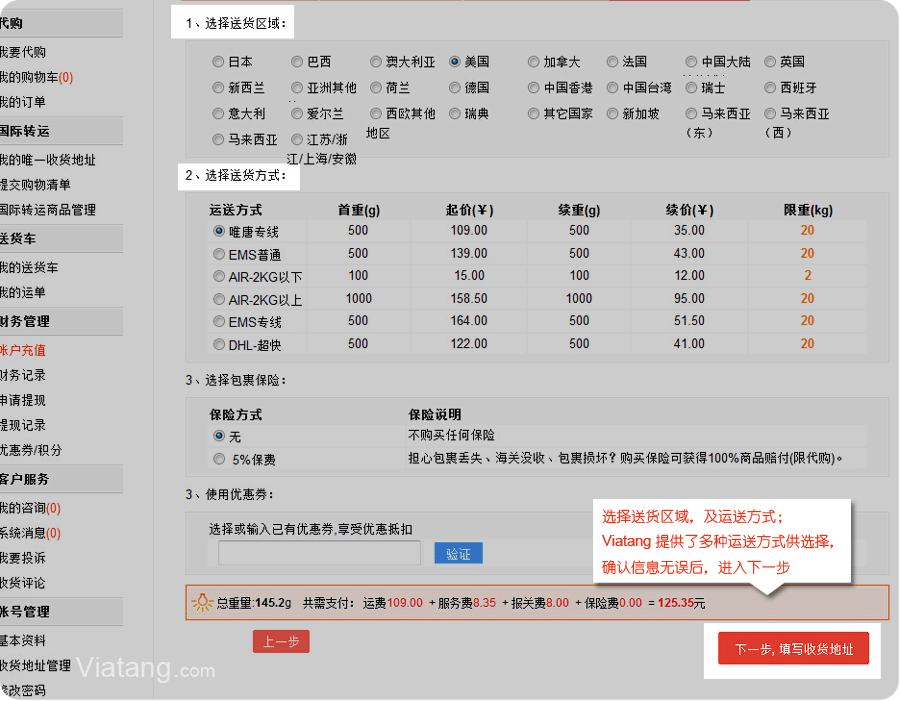 代购
我要代购
我的购物车(0)
我的订单
国际转运
我的唯一收货地址
提交购物清单
国际转运商品管理
送货车
我的送货车
我的运单
财务管理
帐户充值
财务记录
申请提现
提现记录
优惠券/积分
客户服务
我的咨询(0)
系统消息(0)
我要投诉
收货评论
帐号管理
基本资料
收货地址管理
修改密码
1、选择送货区域：
日本 巴西 澳大利亚 美国 加拿大 法国 中国大陆 英国
新西兰 亚洲其他 荷兰 德国 中国香港 中国台湾 瑞士 西班牙
意大利 爱尔兰 西欧其他地区 瑞典 其它国家 新加坡 马来西亚（东） 马来西亚（西）
马来西亚 江苏/浙江/上海/安徽
2、选择送货方式：
运送方式 首重(g) 起价(¥) 续重(g) 续价(¥) 限重(kg)
唯唐专线 500 109.00 500 35.00 20
EMS普通 500 139.00 500 43.00 20
AIR-2KG以下 100 15.00 100 12.00 2
AIR-2KG以上 1000 158.50 1000 95.00 20
EMS专线 500 164.00 500 51.50 20
DHL-超快 500 122.00 500 41.00 20
3、选择包裹保险：
保险方式 保险说明
无 不购买任何保险
5%保费 担心包裹丢失、海关没收、包裹损坏？购买保险可获得100%商品赔付(限代购)。
3、使用优惠券：
选择或输入已有优惠券,享受优惠抵扣
验证
选择送货区域，及运送方式；
Viatang 提供了多种运送方式供选择，
确认信息无误后，进入下一步
总重量:145.2g 共需支付： 运费109.00 +服务费8.35 +报关费8.00 +保险费0.00 = 125.35元
上一步
下一步, 填写收货地址
Viatang.com